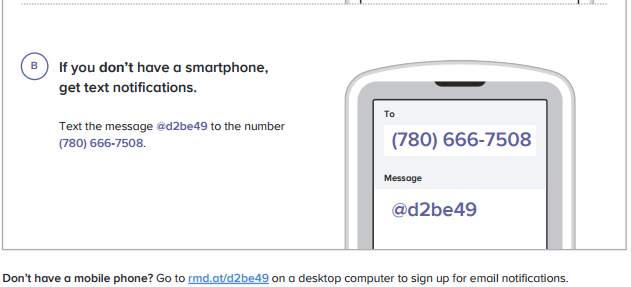 B
If you don't have a smartphone,
get text notifications.
Text the message @d2be49 to the number
(780) 666-7508.
To
(780) 666-7508
Message
@d2be49
Don't have a mobile phone? Go to rmd.at/d2be49 on a desktop computer to sign up for email notifications.